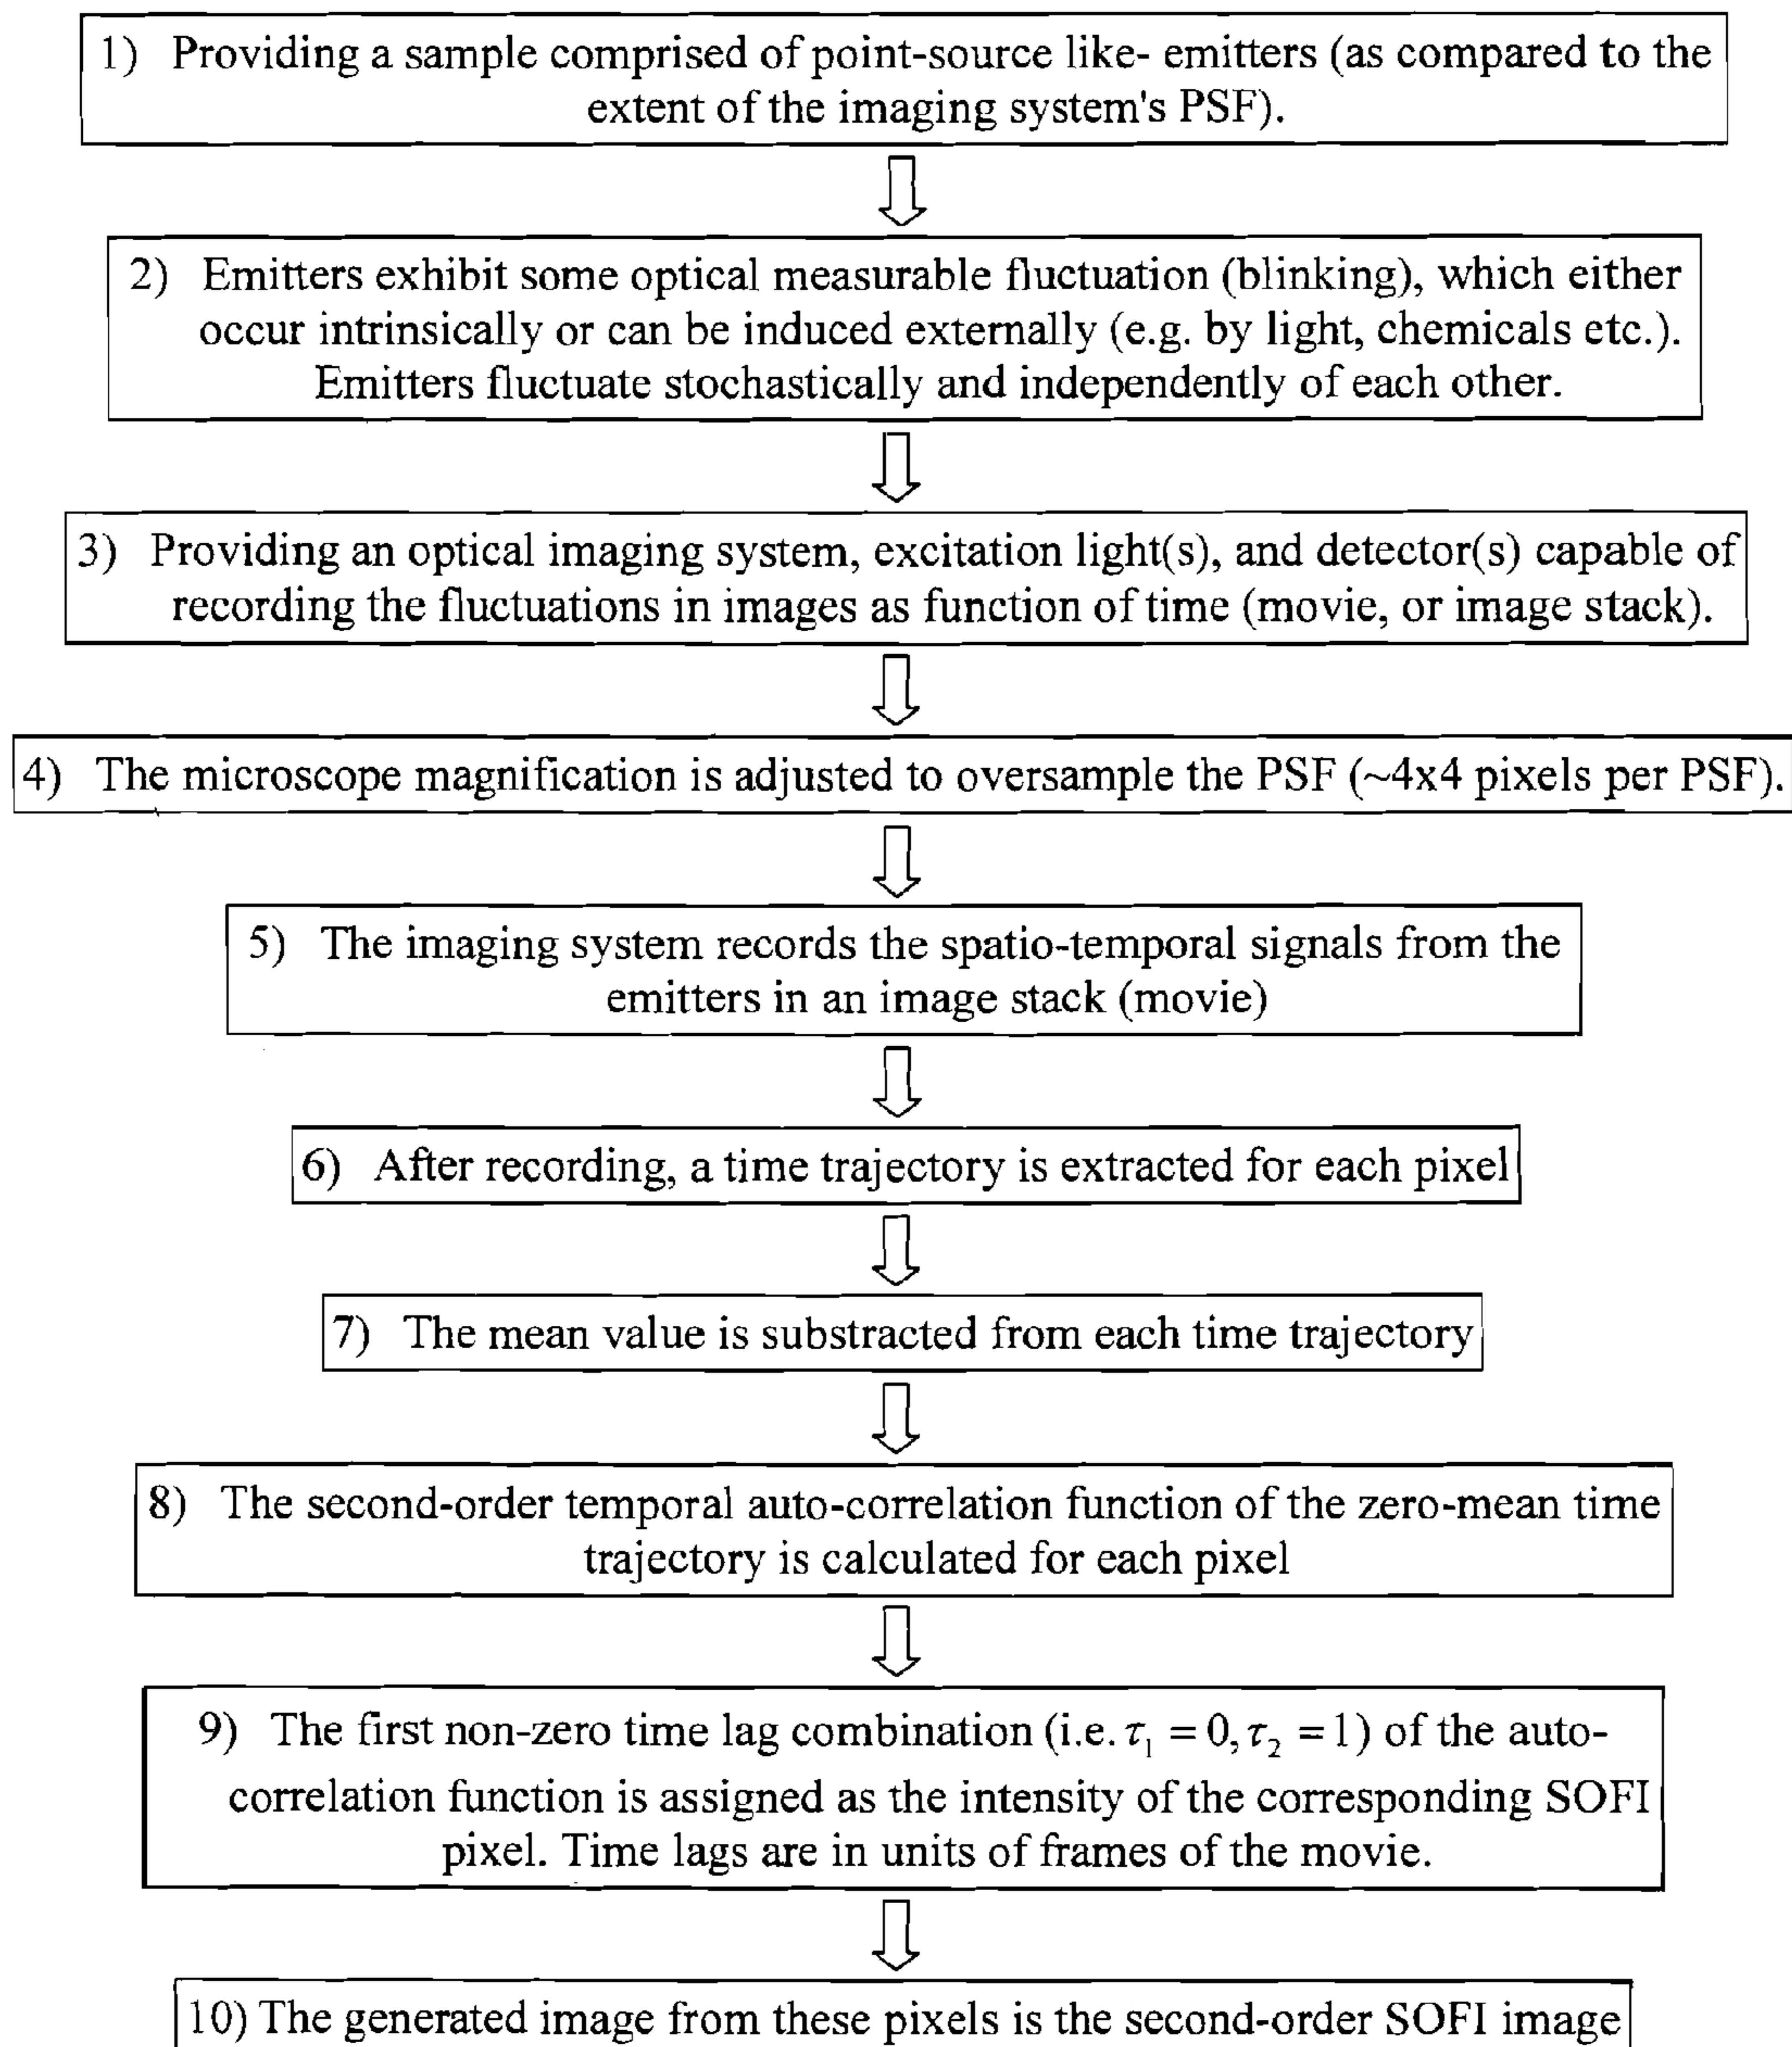 1) Providing a sample comprised of point-source like- emitters (as compared to the
extent of the imaging system's PSF).
2) Emitters exhibit some optical measurable fluctuation (blinking), which either
occur intrinsically or can be induced externally (e.g. by light, chemicals etc.).
Emitters fluctuate stochastically and independently of each other.
3) Providing an optical imaging system, excitation light(s), and detector(s) capable of
recording the fluctuations in images as function of time (movie, or image stack).
4) The microscope magnification is adjusted to oversample the PSF (~4x4 pixels per PSF).
5) The imaging system records the spatio-temporal signals from the
emitters in an image stack (movie)
6) After recording, a time trajectory is extracted for each pixel
7) The mean value is substracted from each time trajectory
8) The second-order temporal auto-correlation function of the zero-mean time
trajectory is calculated for each pixel
9) The first non-zero time lag combination (i.e. τ₁ = 0, τ₂ = 1) of the auto-
correlation function is assigned as the intensity of the corresponding SOFI
pixel. Time lags are in units of frames of the movie.
10) The generated image from these pixels is the second-order SOFI image